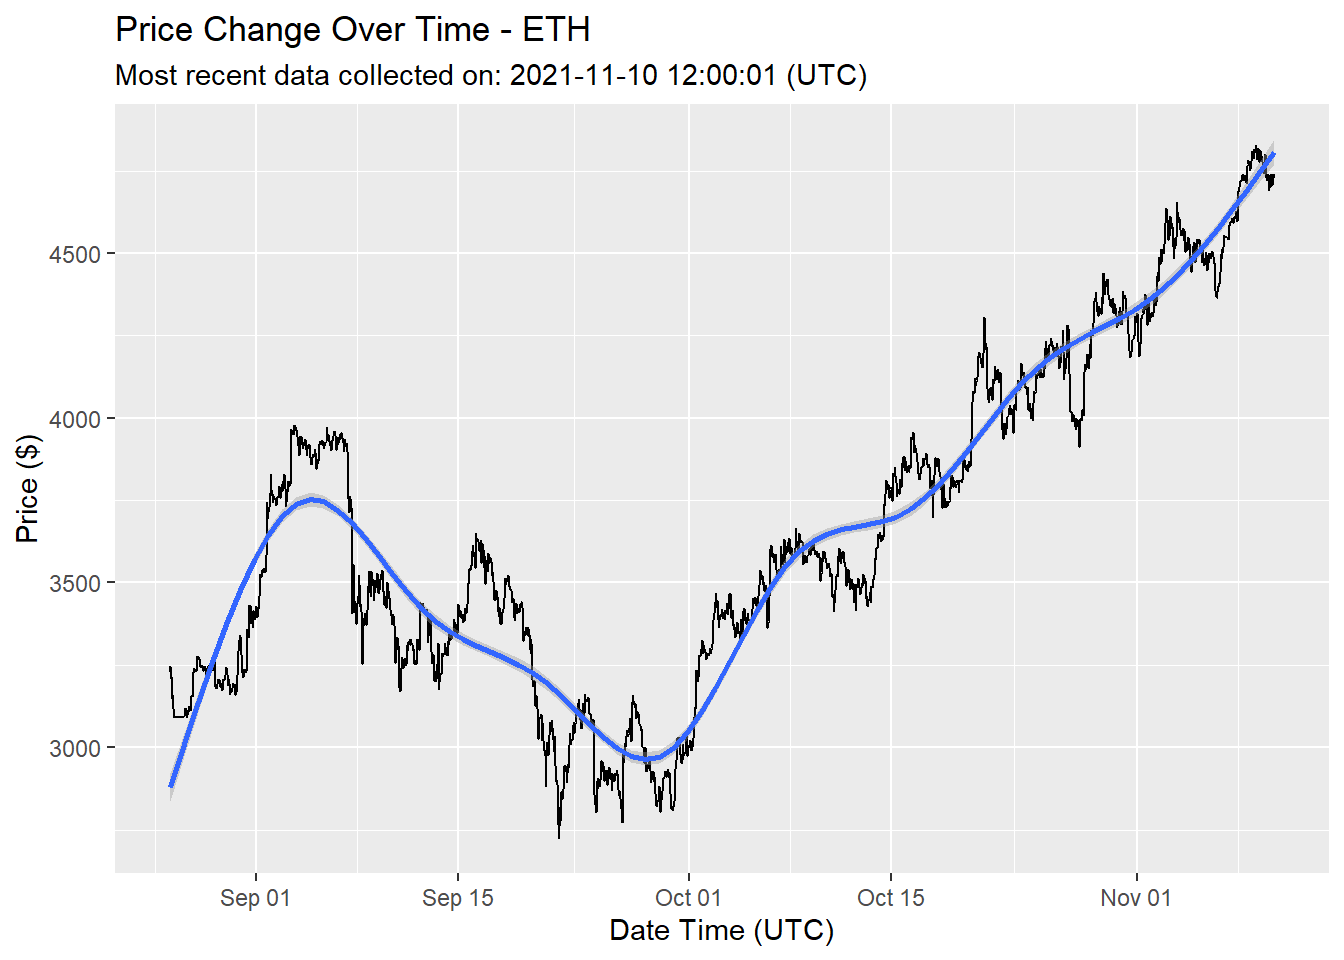 Price Change Over Time - ETH
Most recent data collected on: 2021-11-10 12:00:01 (UTC)
4500
4000
3500
3000
Price ($)
Sep 01
Sep 15
Oct 01
Oct 15
Nov 01
Date Time (UTC)